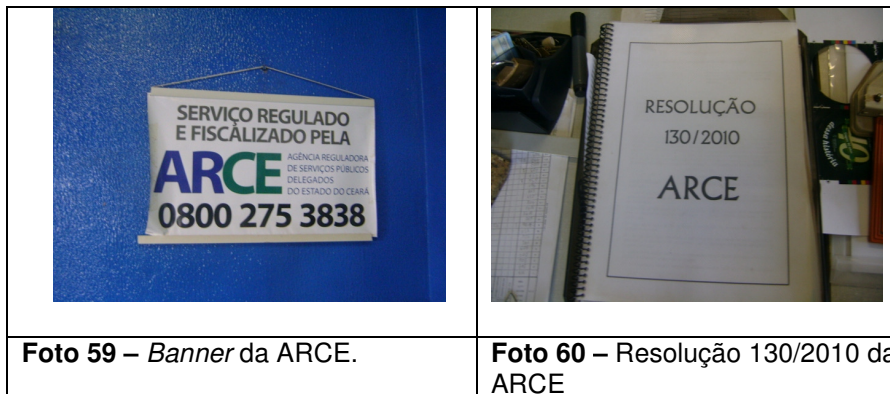 SERVIÇO REGULADO
E FISCALIZADO PELA
ARCE
AGÊNCIA REGULADORA
DE SERVIÇOS PÚBLICOS
DELEGADOS
DO ESTADO DO CEARÁ
0800 275 3838
RESOLUÇÃO
130/2010
ARCE
Foto 59 – Banner da ARCE.
Foto 60 – Resolução 130/2010 da
ARCE